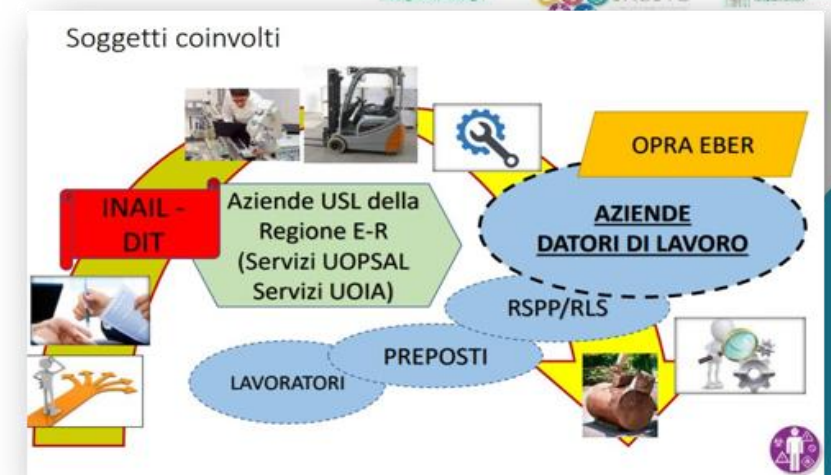 Soggetti coinvolti
OPRA EBER
INAIL -
DIT
Aziende USL della
Regione E-R
(Servizi UOPSAL
Servizi UOIA)
AZIENDE
DATORI DI LAVORO
RSPP/RLS
PREPOSTI
LAVORATORI